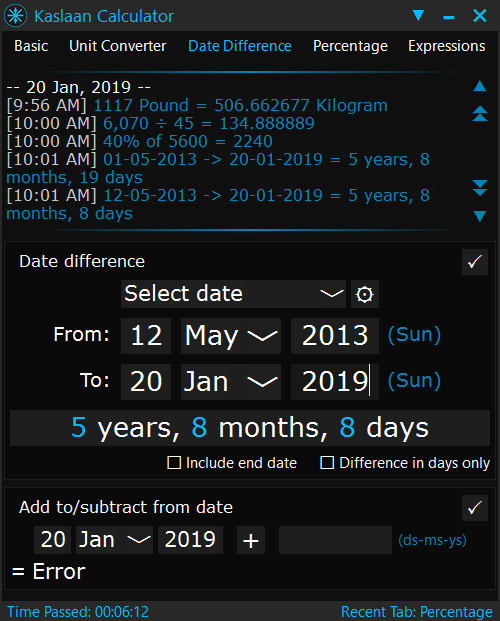 Kaslaan Calculator
Basic Unit Converter Date Difference Percentage Expressions
-- 20 Jan, 2019 --
[9:56 AM] 1117 Pound = 506.662677 Kilogram
[10:00 AM] 6,070 ÷ 45 = 134.888889
[10:00 AM] 40% of 5600 = 2240
[10:01 AM] 01-05-2013 -> 20-01-2019 = 5 years, 8
months, 19 days
[10:01 AM] 12-05-2013 -> 20-01-2019 = 5 years, 8
months, 8 days
Date difference
Select date
From: 12 May 2013 (Sun)
To: 20 Jan 2019 (Sun)
5 years, 8 months, 8 days
Include end date Difference in days only
Add to/subtract from date
20 Jan 2019 + (ds-ms-ys)
= Error
Time Passed: 00:06:12 Recent Tab: Percentage